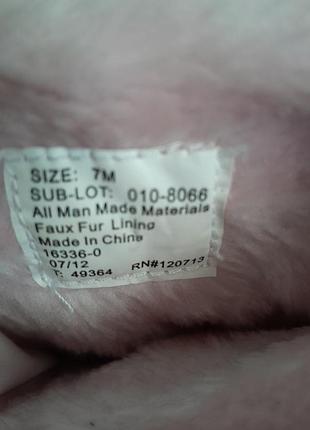 SIZE: 7M
SUB-LOT: 010-8066
All Man Made Materials
Faux Fur Lining
Made In China
16336-0
07/12 RN#120713
T: 49364